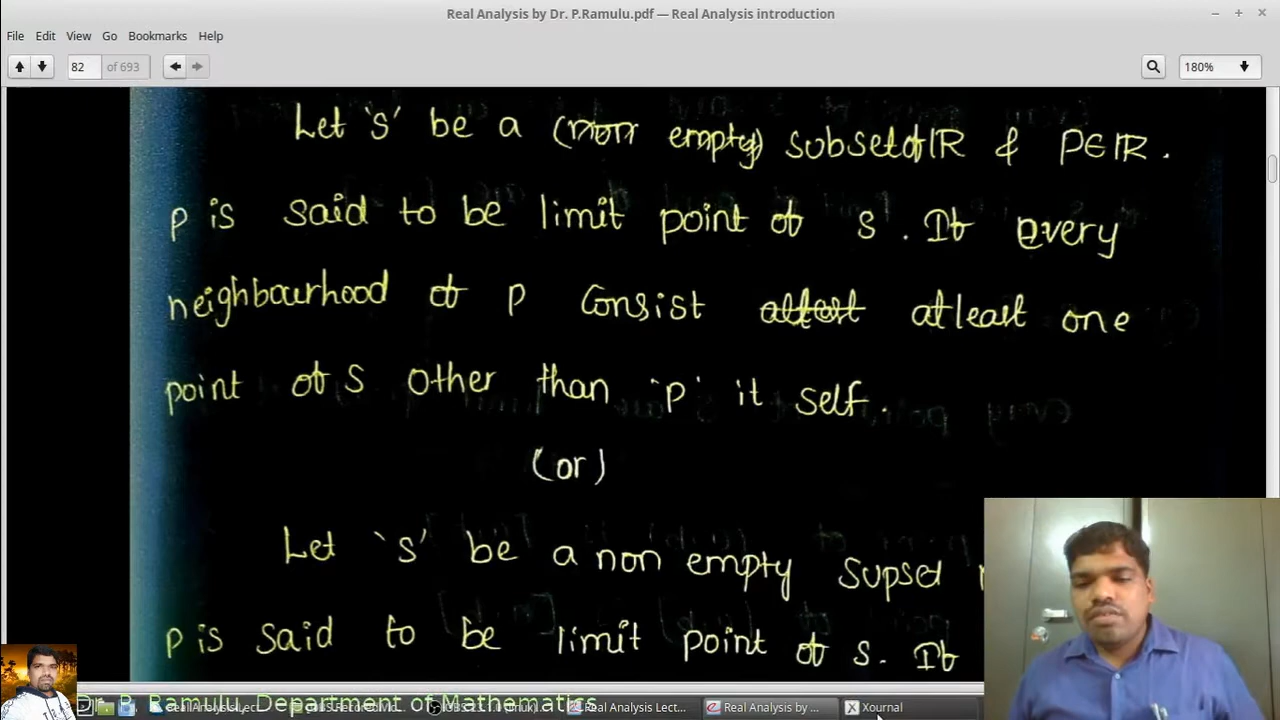 Real Analysis by Dr. P.Ramulu.pdf — Real Analysis introduction
File Edit View Go Bookmarks Help
82 of 693 180%
Let 's' be a (non empty) subset of IR & P∈IR.
p is said to be limit point of s'. If every
neighbourhood of p Consist atleast one
point of S other than 'p' it self.
(or)
Let 's' be a non empty supset
p is said to be limit point of s. If
Dr. P. Ramulu, Department of Mathematics
Real Analysis Lect... Real Analysis by ... Xournal